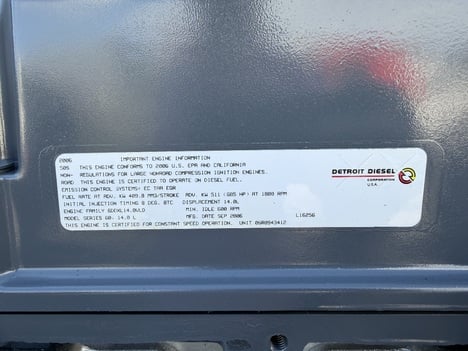 2006 IMPORTANT ENGINE INFORMATION
50S THIS ENGINE CONFORMS TO 2006 U.S. EPA AND CALIFORNIA
NON- REGULATIONS FOR LARGE NONROAD COMPRESSION IGNITION ENGINES.
ROAD THIS ENGINE IS CERTIFIED TO OPERATE ON DIESEL FUEL.
EMISSION CONTROL SYSTEMS: EC TAA EGR
FUEL RATE AT ADV. KW 409.8 MM3/STROKE ADV. KW 511 (685 HP) AT 1800 RPM
INITIAL INJECTION TIMING 8 DEG. BTC DISPLACEMENT 14.0L
ENGINE FAMILY 6DDXL14.0VLD MIN. IDLE 600 RPM
MODEL SERIES 60, 14.0 L MFG. DATE SEP 2006 L16256
THIS ENGINE IS CERTIFIED FOR CONSTANT SPEED OPERATION. UNIT 06R0943412
DETROIT DIESEL
CORPORATION
U.S.A.